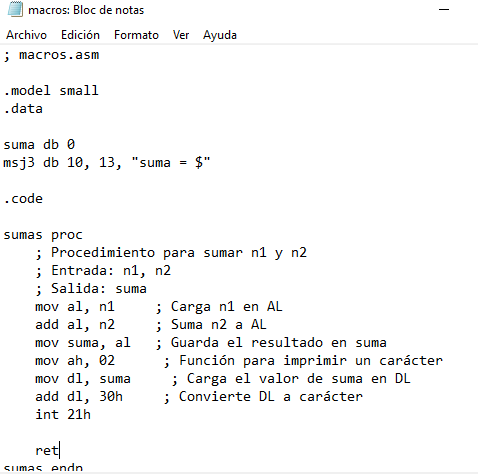 macros: Bloc de notas
Archivo Edición Formato Ver Ayuda
; macros.asm
.model small
.data
suma db 0
msj3 db 10, 13, "suma = $"
.code
sumas proc
; Procedimiento para sumar n1 y n2
; Entrada: n1, n2
; Salida: suma
mov al, n1 ; Carga n1 en AL
add al, n2 ; Suma n2 a AL
mov suma, al ; Guarda el resultado en suma
mov ah, 02 ; Función para imprimir un carácter
mov dl, suma ; Carga el valor de suma en DL
add dl, 30h ; Convierte DL a carácter
int 21h
ret
sumas endp